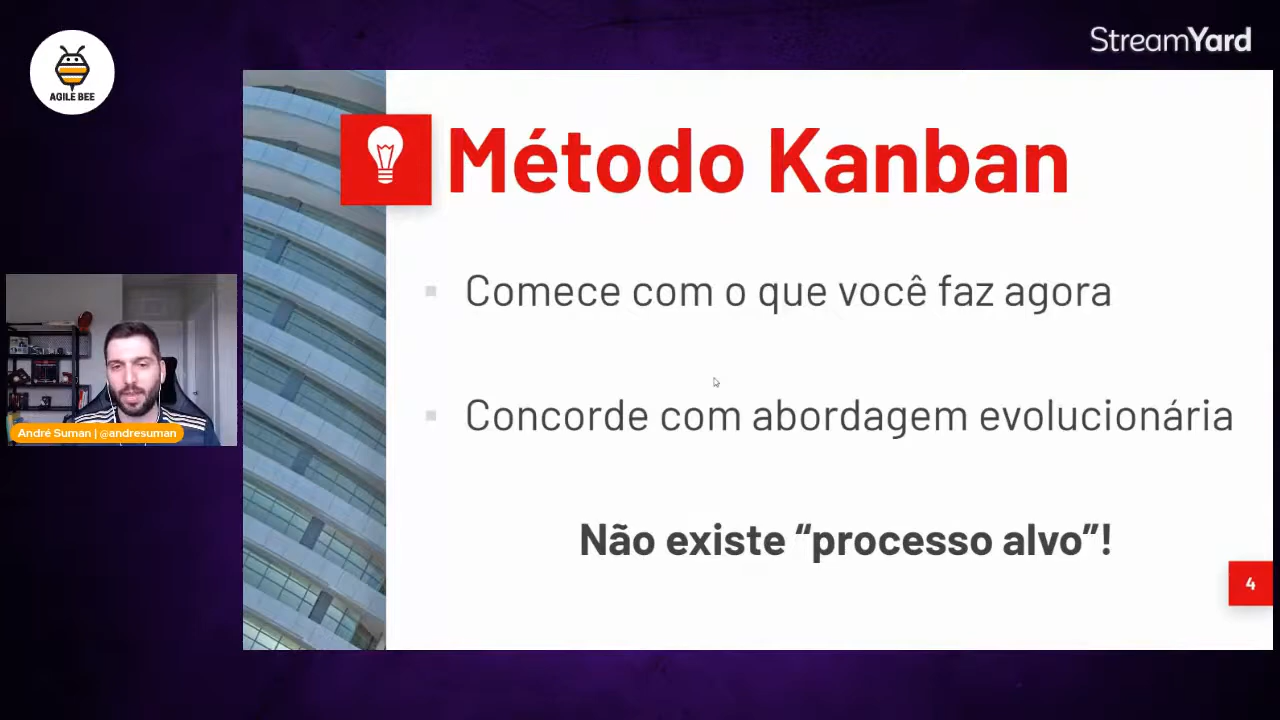 StreamYard
AGILE BEE
Método Kanban
Comece com o que você faz agora
Concorde com abordagem evolucionária
Não existe “processo alvo”!
4
André Suman | @andresuman